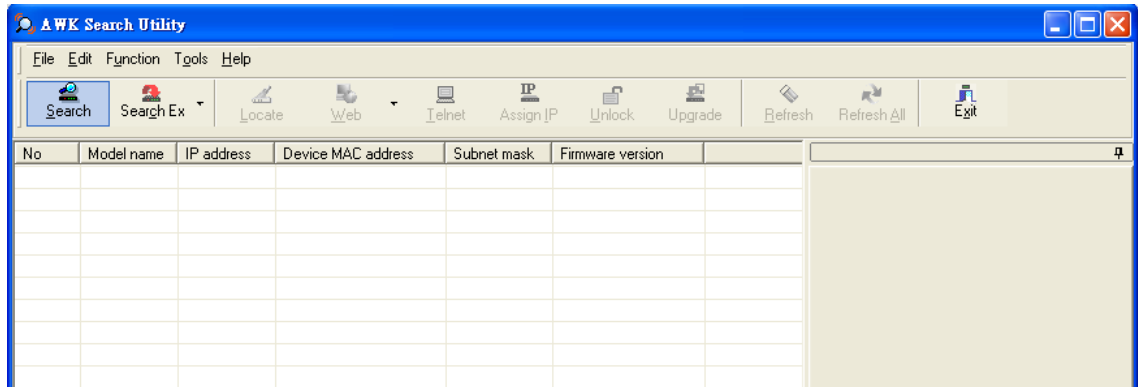 AWK Search Utility
File Edit Function Tools Help
Search Search Ex Locate Web Telnet Assign IP Unlock Upgrade Refresh Refresh All Exit
IP
No Model name IP address Device MAC address Subnet mask Firmware version